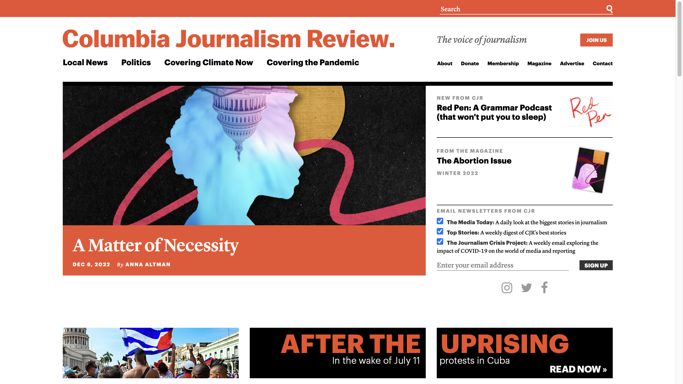 Search
Columbia Journalism Review.
The voice of journalism
JOIN US
Local News Politics Covering Climate Now Covering the Pandemic
About Donate Membership Magazine Advertise Contact
NEW FROM CJR
Red Pen: A Grammar Podcast
(that won't put you to sleep)
Red
Pen
FROM THE MAGAZINE
The Abortion Issue
WINTER 2022
EMAIL NEWSLETTERS FROM CJR
The Media Today: A daily look at the biggest stories in journalism
Top Stories: A weekly digest of CJR's best stories
The Journalism Crisis Project: A weekly email exploring the
impact of COVID-19 on the world of media and reporting
Enter your email address
SIGN UP
A Matter of Necessity
DEC 6, 2022 By ANNA ALTMAN
AFTER THE
In the wake of July 11
UPRISING
protests in Cuba
READ NOW »